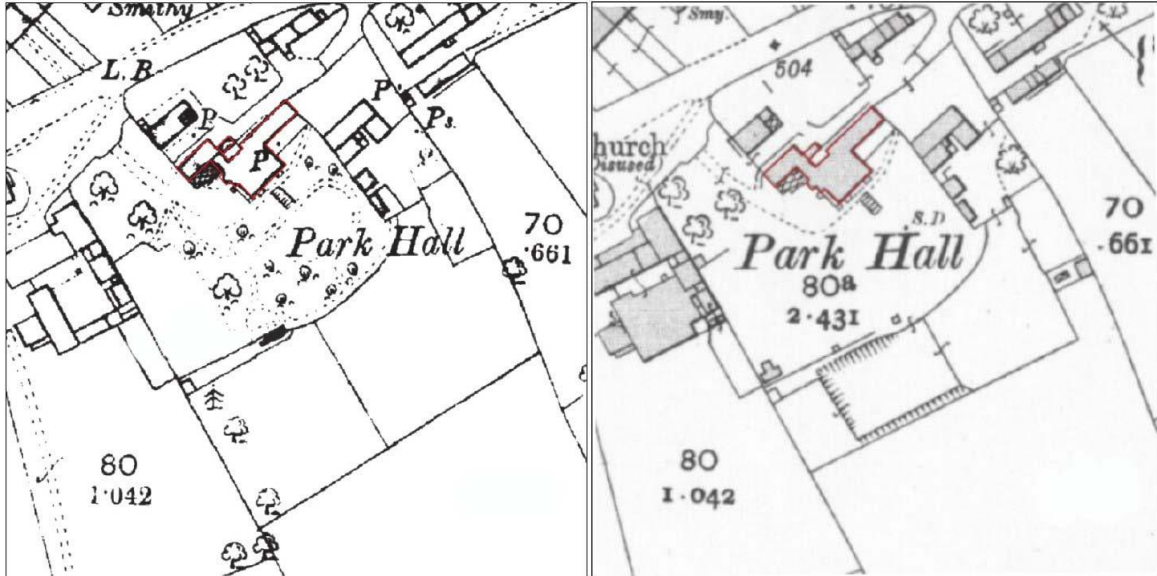 Smithy
L. B.
P
P
P
Ps.
Park Hall
70
·661
80
1·042
Smy.
504
hurch
isused)
S. D.
Park Hall
80a
2·431
70
·661
80
1·042